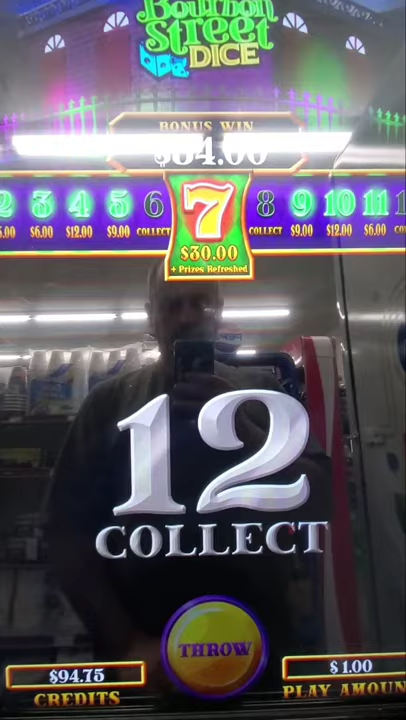 Bourbon
Street
DICE
BONUS WIN
$84.00
2 3 4 5 6 7 8 9 10 11
$6.00 $12.00 $9.00 COLLECT $30.00 COLLECT $9.00 $12.00 $6.00
+ Prizes Refreshed
12
COLLECT
THROW
$94.75
CREDITS
$1.00
PLAY AMOUN